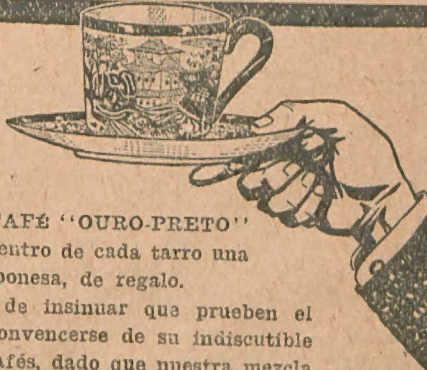 CAFÉ "OURO-PRETO"
entro de cada tarro una
ponesa, de regalo.
de insinuar que prueben el
onvencerse de su indiscutible
afés, dado que nuestra mezcla